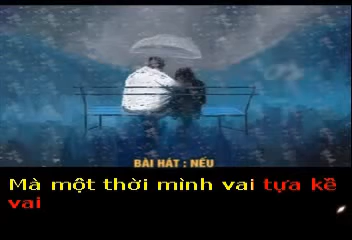 BÀI HÁT : NẾU
Mà một thời mình vai tựa kề
vai